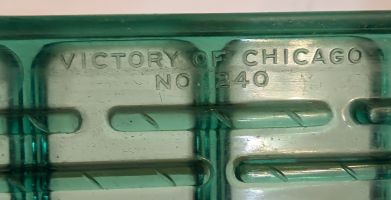 VICTORY OF CHICAGO
NO. 240